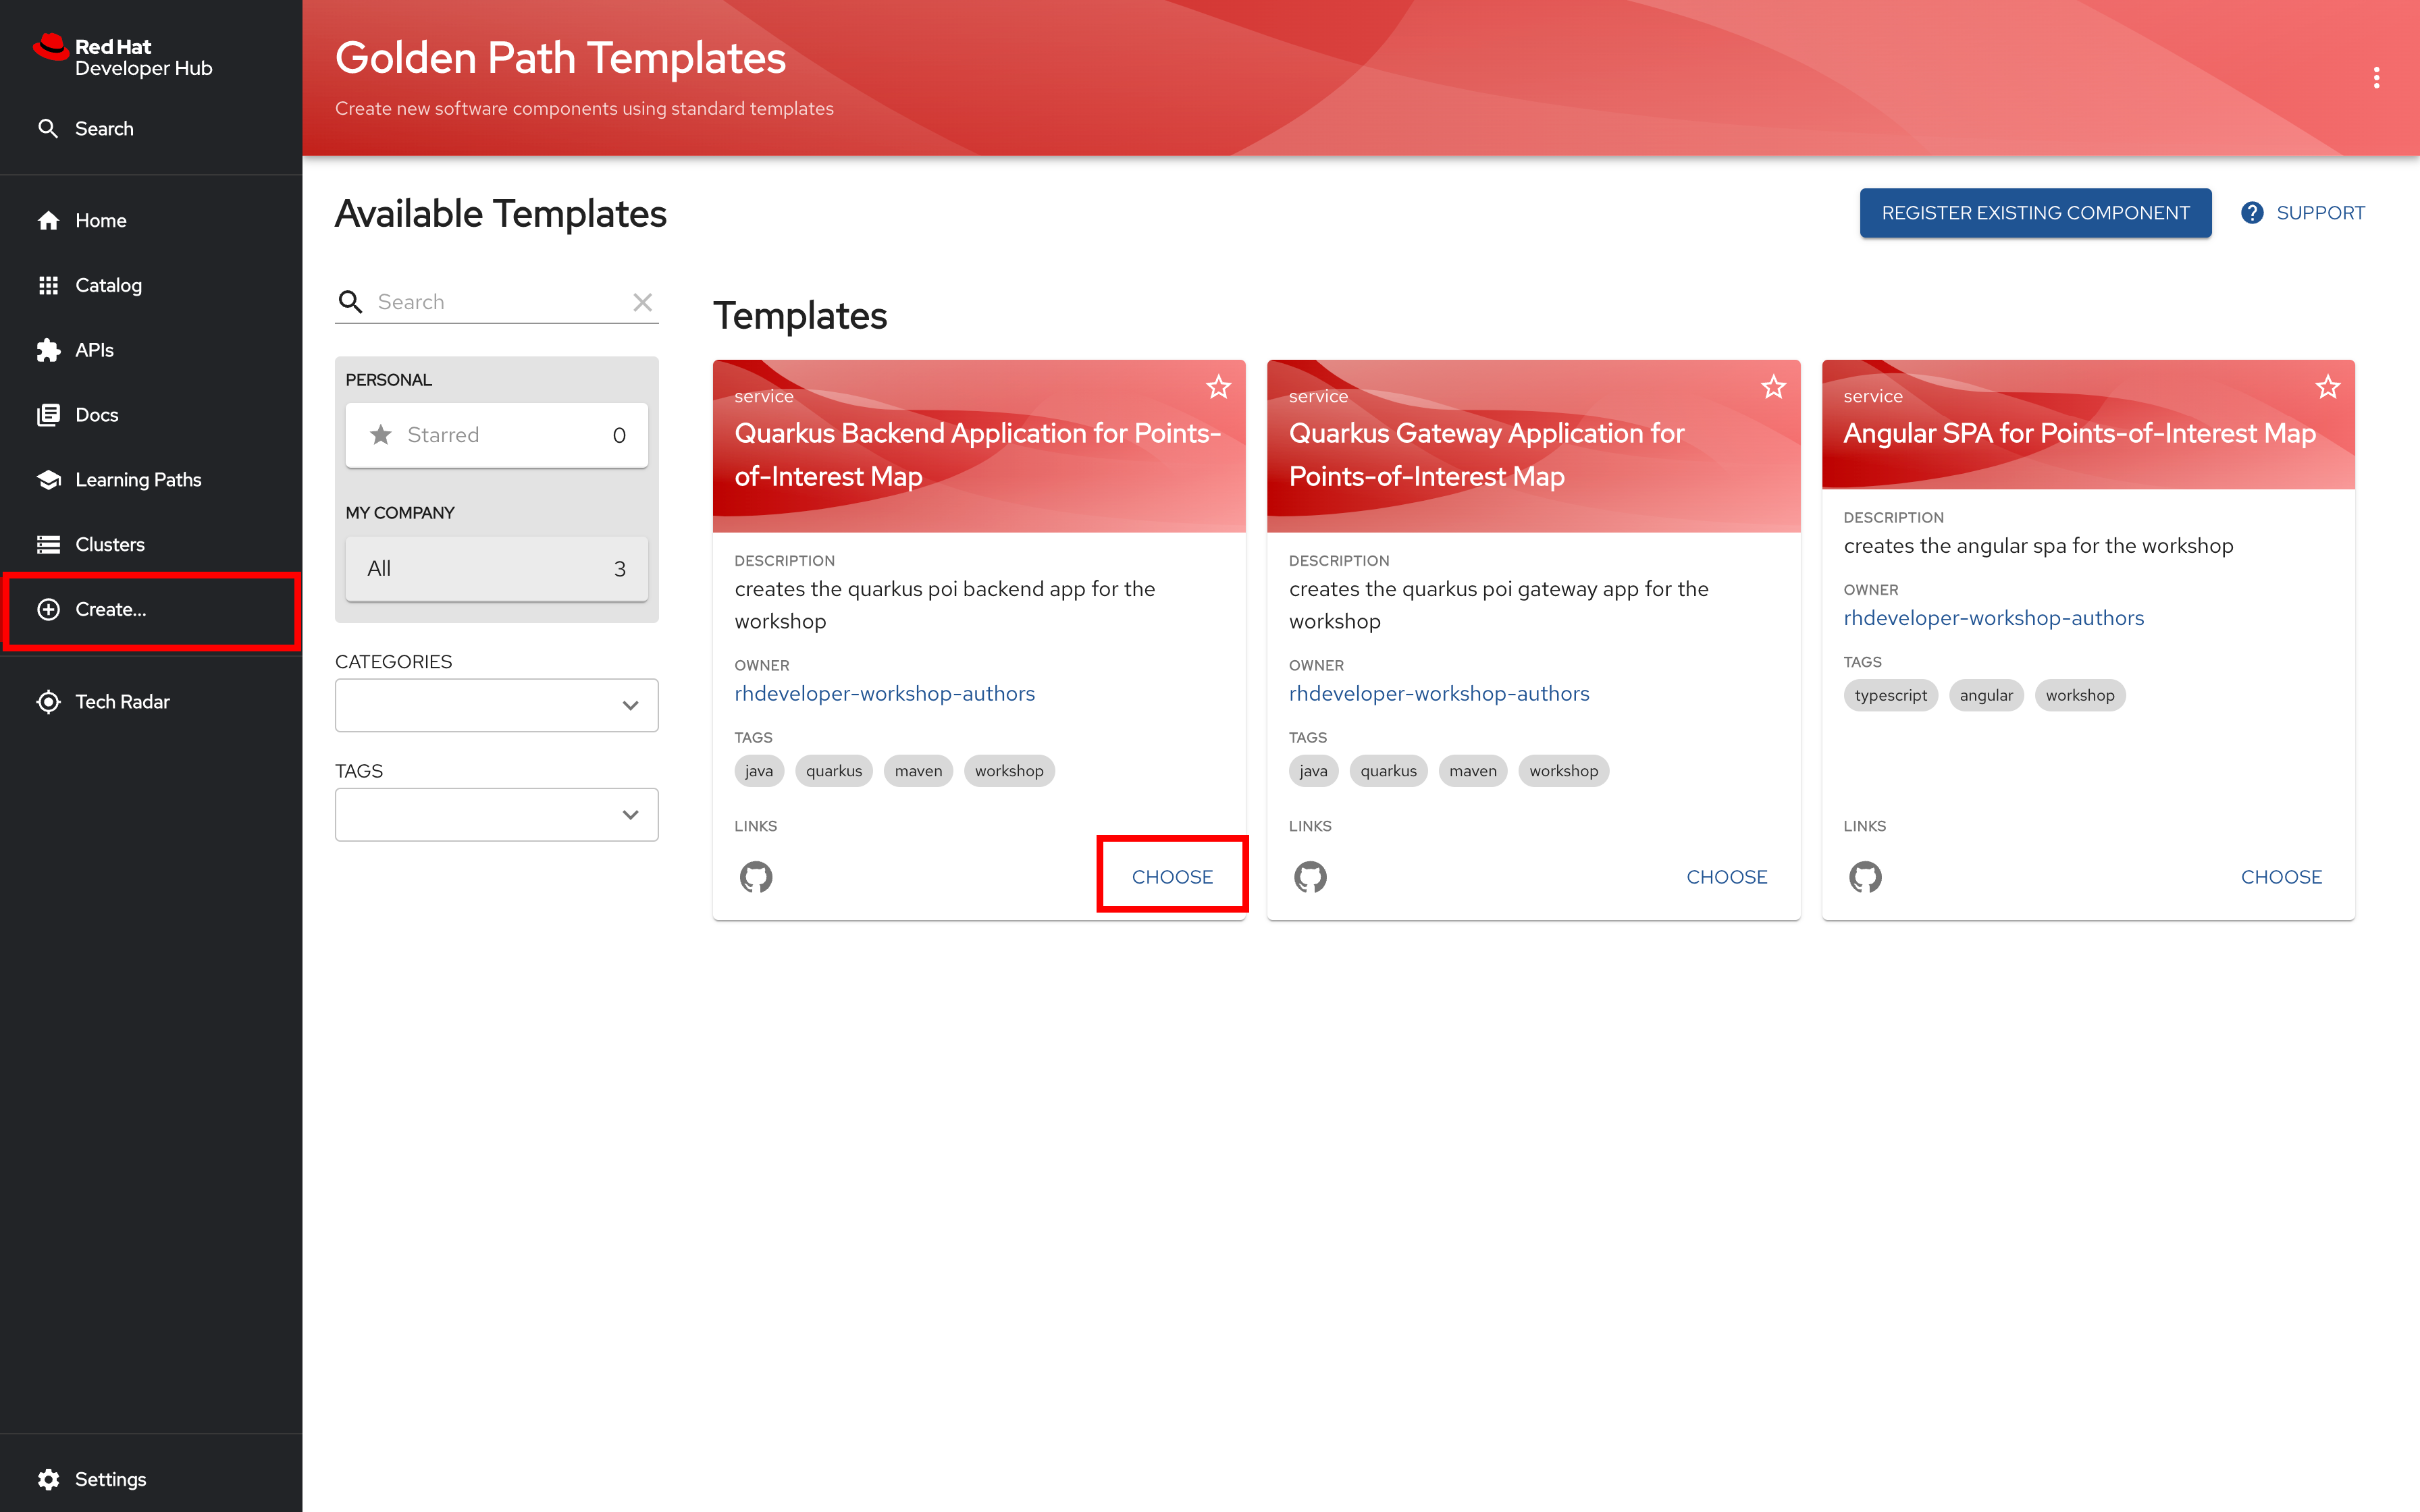 Red Hat
Developer Hub
Search
Home
Catalog
APIs
Docs
Learning Paths
Clusters
Create...
Tech Radar
Settings
Golden Path Templates
Create new software components using standard templates
Available Templates
REGISTER EXISTING COMPONENT
? SUPPORT
Search
PERSONAL
Starred 0
MY COMPANY
All 3
CATEGORIES
TAGS
Templates
service
Quarkus Backend Application for Points-
of-Interest Map
DESCRIPTION
creates the quarkus poi backend app for the
workshop
OWNER
rhdeveloper-workshop-authors
TAGS
java quarkus maven workshop
LINKS
CHOOSE
service
Quarkus Gateway Application for
Points-of-Interest Map
DESCRIPTION
creates the quarkus poi gateway app for the
workshop
OWNER
rhdeveloper-workshop-authors
TAGS
java quarkus maven workshop
LINKS
CHOOSE
service
Angular SPA for Points-of-Interest Map
DESCRIPTION
creates the angular spa for the workshop
OWNER
rhdeveloper-workshop-authors
TAGS
typescript angular workshop
LINKS
CHOOSE